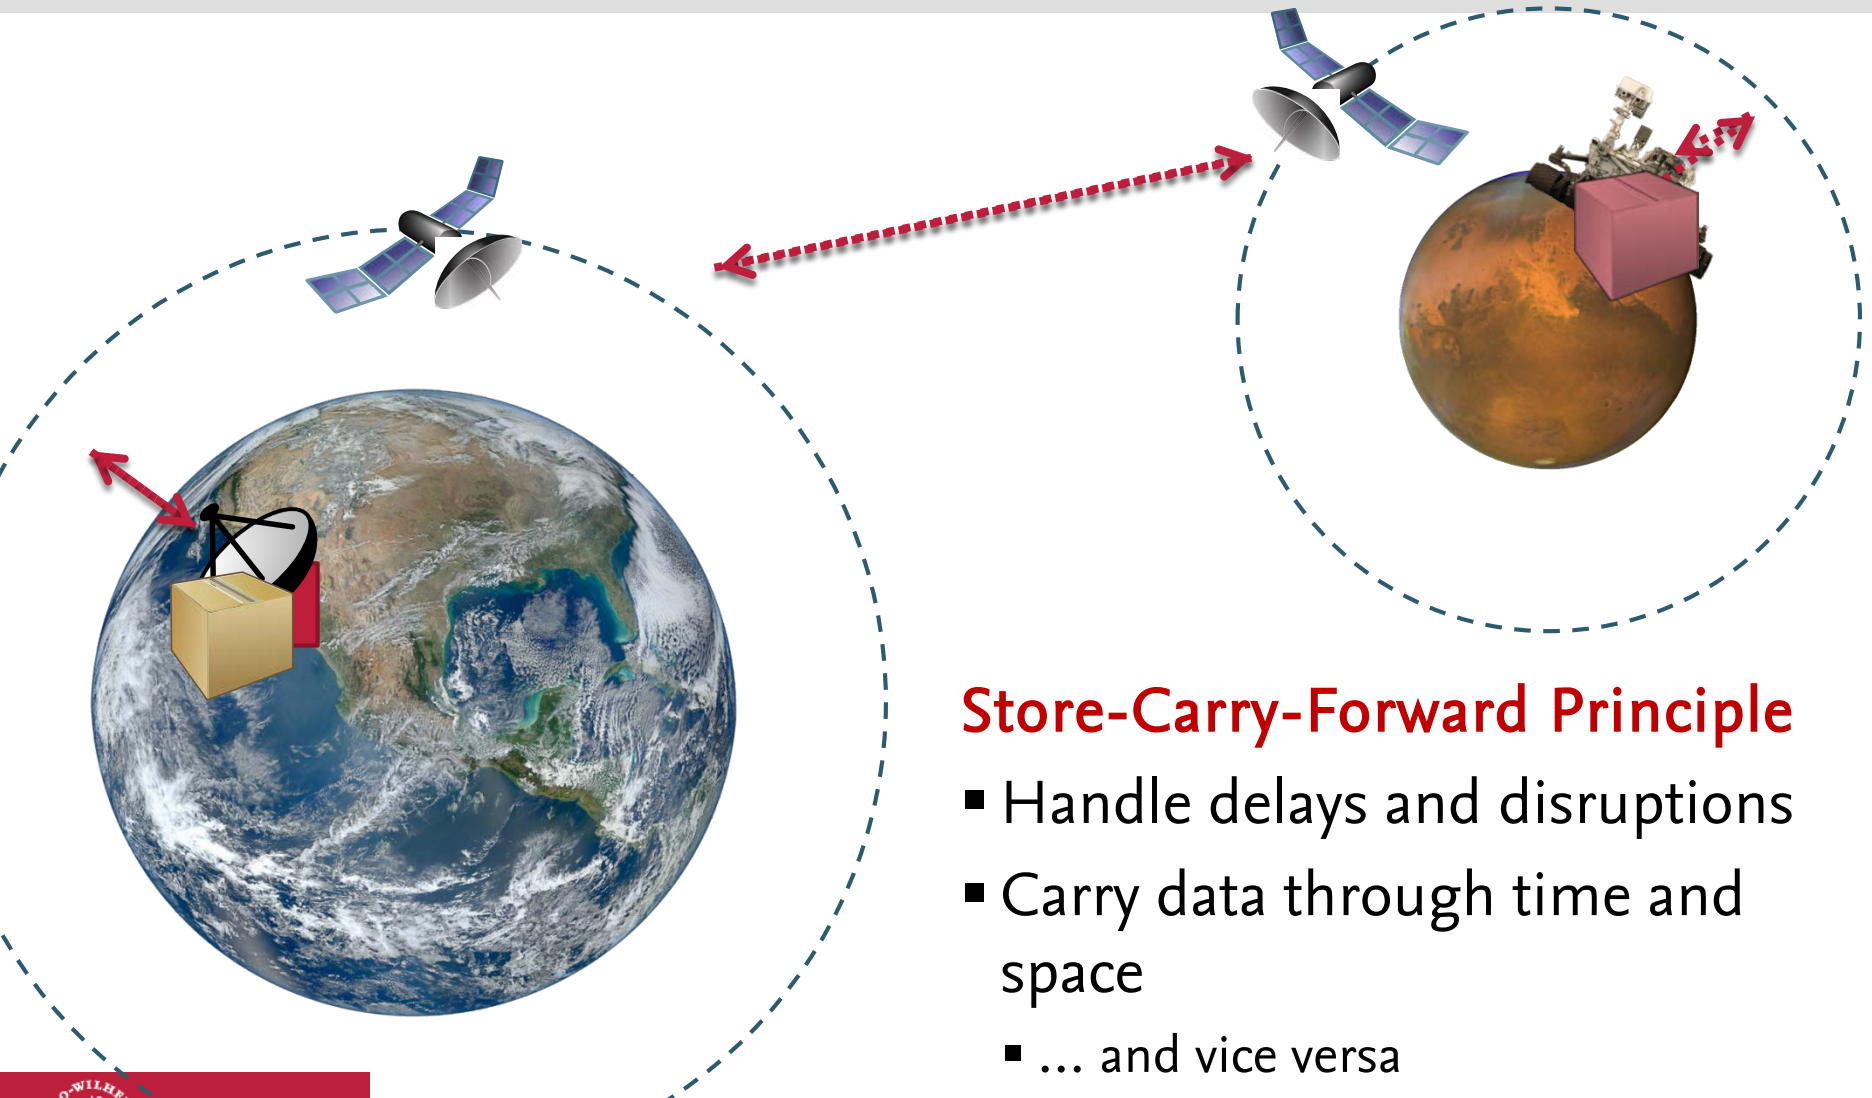 Store-Carry-Forward Principle
Handle delays and disruptions
Carry data through time and
space
... and vice versa